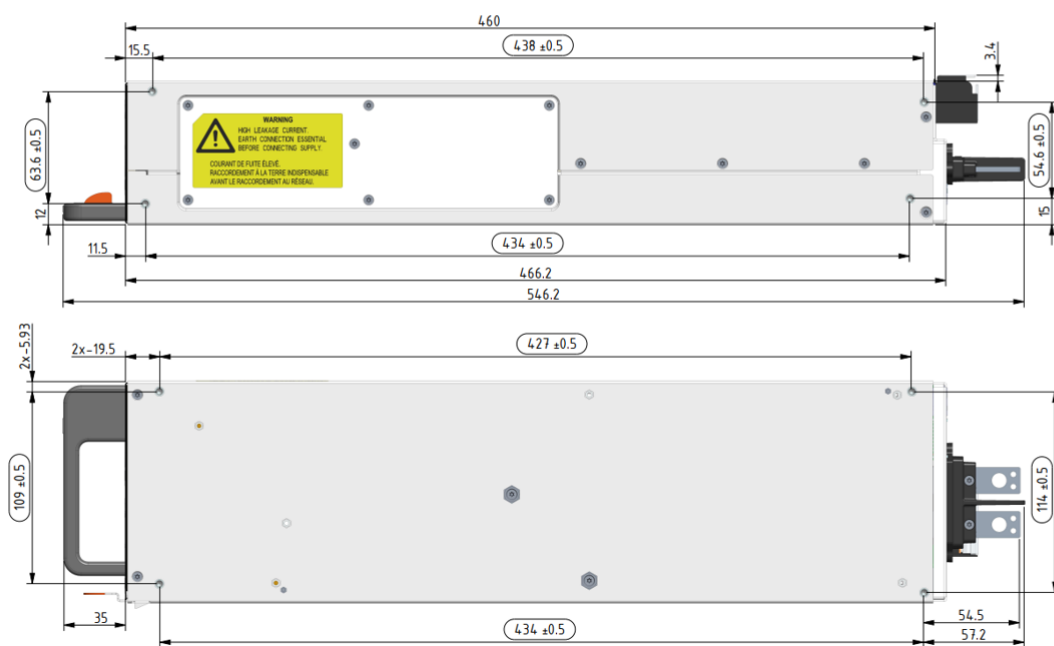 460
15.5
438 ±0.5
3.4
63.6 ±0.5
WARNING
HIGH LEAKAGE CURRENT.
EARTH CONNECTION ESSENTIAL
BEFORE CONNECTING SUPPLY.
COURANT DE FUITE ÉLEVÉ.
RACCORDEMENT À LA TERRE INDISPENSABLE
AVANT LE RACCORDEMENT AU RÉSEAU.
54.6 ±0.5
12
15
11.5
434 ±0.5
466.2
546.2
2x-5.93
2x-19.5
427 ±0.5
109 ±0.5
114 ±0.5
35
434 ±0.5
54.5
57.2